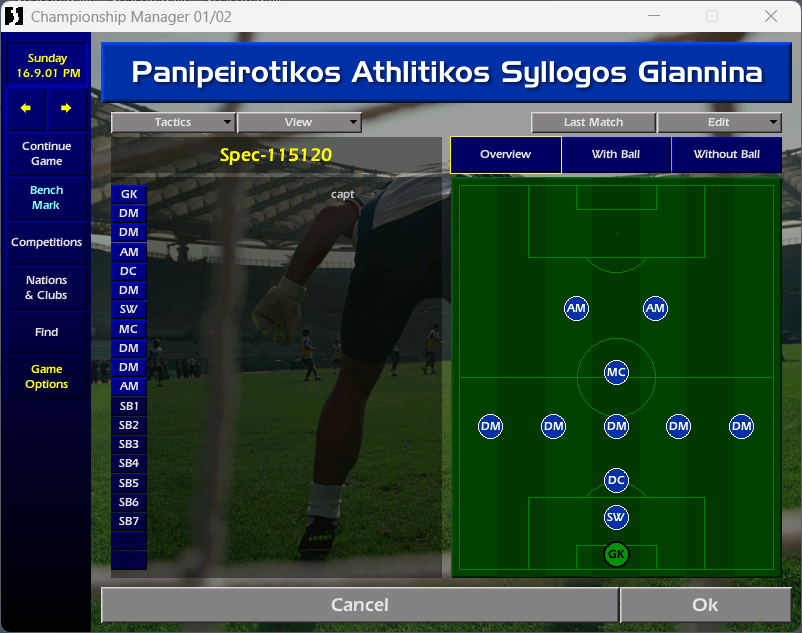 Championship Manager 01/02
Sunday
16.9.01 PM
Continue
Game
Bench
Mark
Competitions
Nations
& Clubs
Find
Game
Options
Panipeirotikos Athlitikos Syllogos Giannina
Tactics
View
Last Match
Edit
Spec-115120
Overview
With Ball
Without Ball
GK capt
DM
DM
AM
DC
DM
SW
MC
DM
DM
AM
SB1
SB2
SB3
SB4
SB5
SB6
SB7
AM AM
MC
DM DM DM DM DM
DC
SW
GK
Cancel
Ok